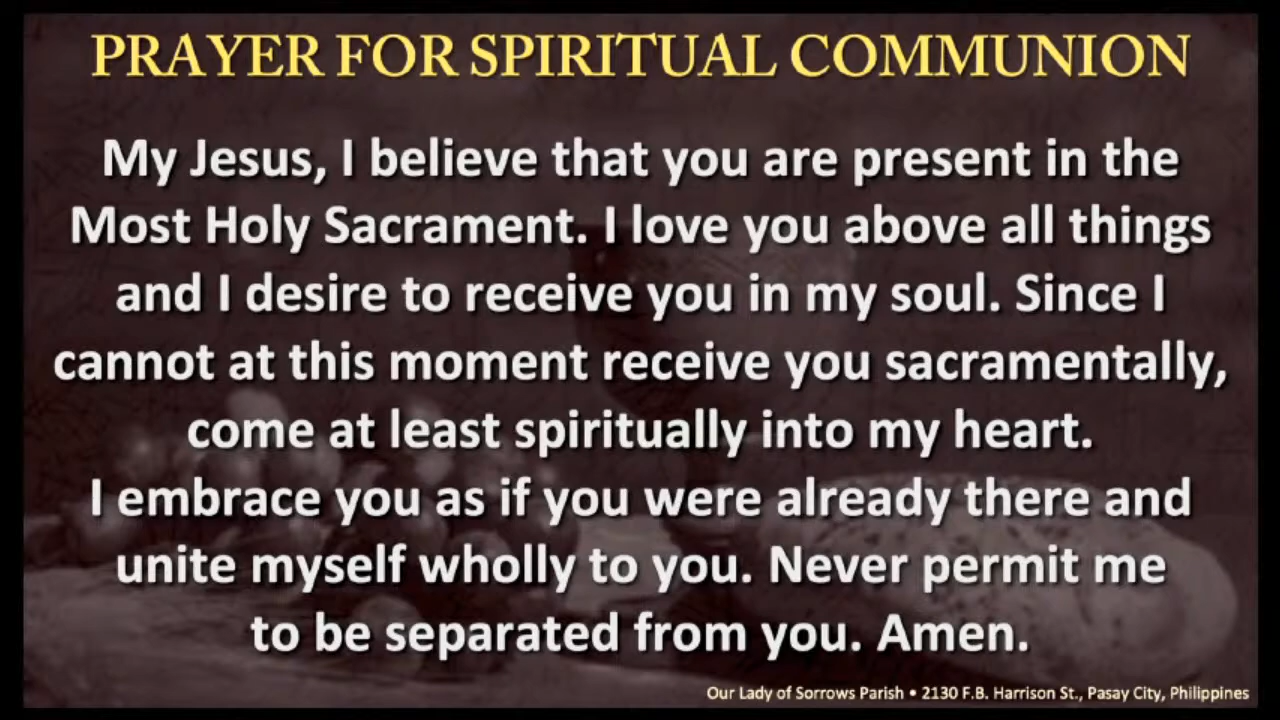 PRAYER FOR SPIRITUAL COMMUNION
My Jesus, I believe that you are present in the
Most Holy Sacrament. I love you above all things
and I desire to receive you in my soul. Since I
cannot at this moment receive you sacramentally,
come at least spiritually into my heart.
I embrace you as if you were already there and
unite myself wholly to you. Never permit me
to be separated from you. Amen.
Our Lady of Sorrows Parish • 2130 F.B. Harrison St., Pasay City, Philippines